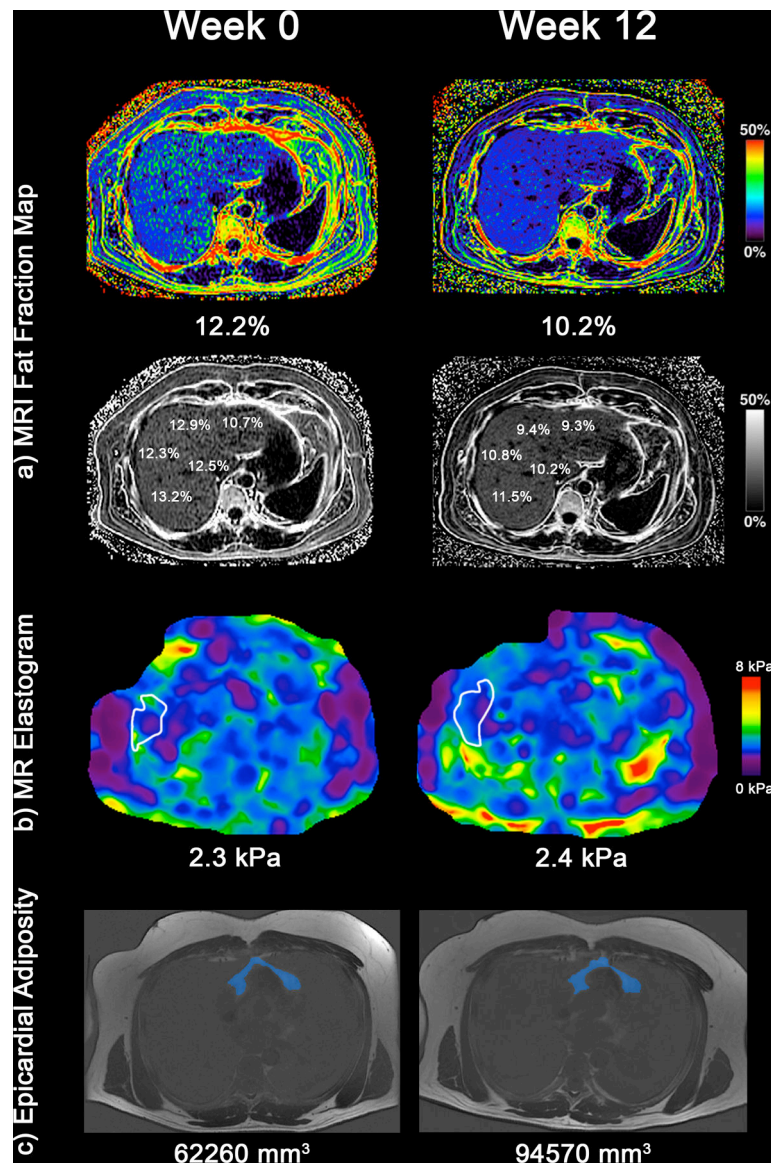 Week 0
Week 12
a) MRI Fat Fraction Map
50%
0%
12.2%
10.2%
12.9%
10.7%
12.3%
12.5%
13.2%
9.4%
9.3%
10.8%
10.2%
11.5%
50%
0%
b) MR Elastogram
8 kPa
0 kPa
2.3 kPa
2.4 kPa
c) Epicardial Adiposity
62260 mm³
94570 mm³